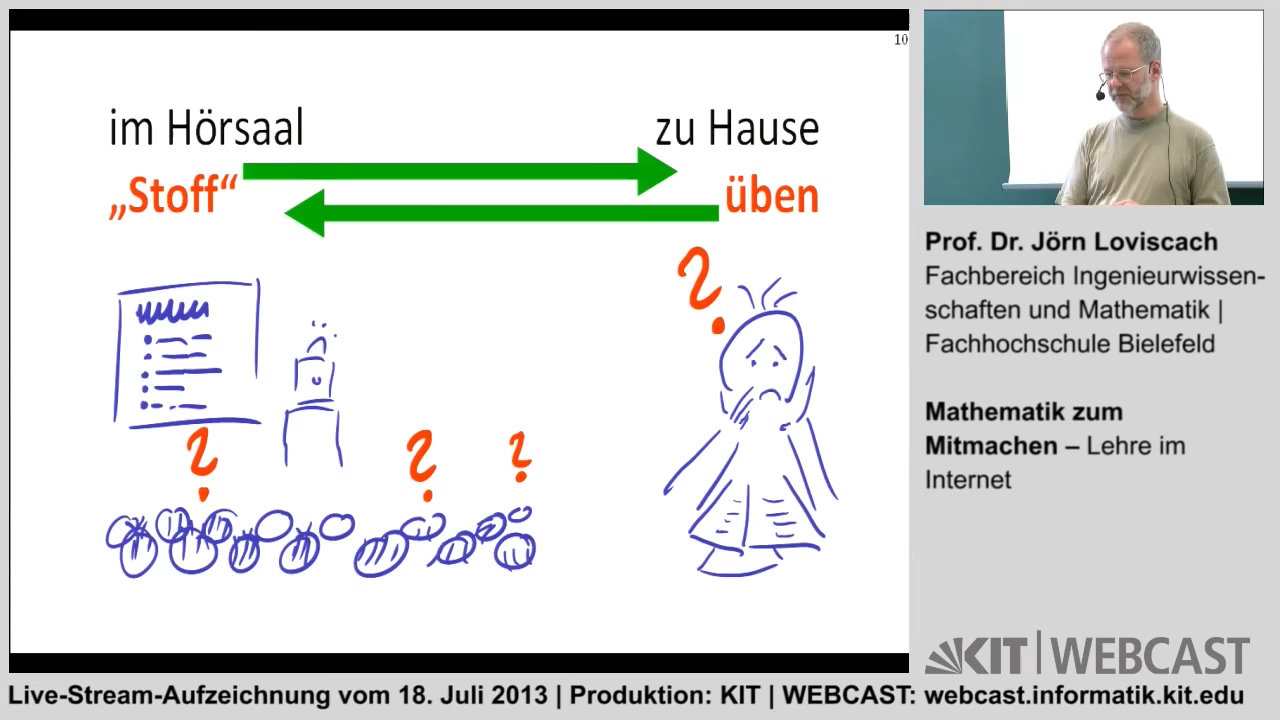 10
im Hörsaal
zu Hause
„Stoff“
üben
?
?
?
?
Prof. Dr. Jörn Loviscach
Fachbereich Ingenieurwissen-
schaften und Mathematik |
Fachhochschule Bielefeld
Mathematik zum
Mitmachen – Lehre im
Internet
KIT | WEBCAST
Live-Stream-Aufzeichnung vom 18. Juli 2013 | Produktion: KIT | WEBCAST: webcast.informatik.kit.edu